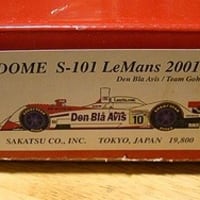 DOME S-101 LeMans 2001
Den Blå Avis / Team Goh
Den Blå Avis 10
SAKATSU CO., INC. TOKYO, JAPAN 19,800